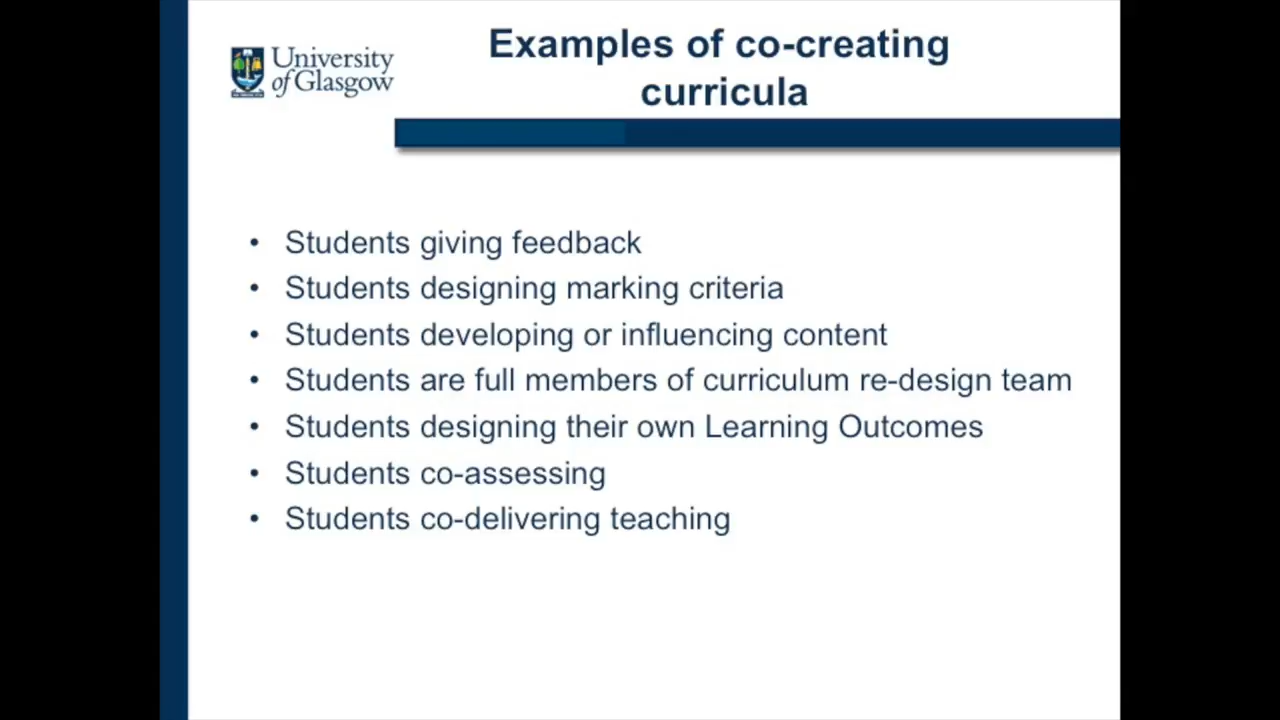 University
of Glasgow
Examples of co-creating
curricula
• Students giving feedback
• Students designing marking criteria
• Students developing or influencing content
• Students are full members of curriculum re-design team
• Students designing their own Learning Outcomes
• Students co-assessing
• Students co-delivering teaching